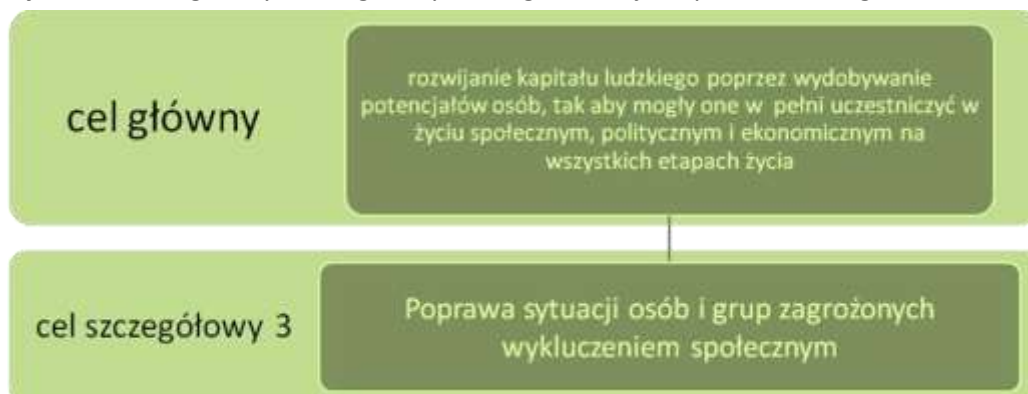 cel główny
rozwijanie kapitału ludzkiego poprzez wydobywanie
potencjałów osób, tak aby mogły one w pełni uczestniczyć w
życiu społecznym, politycznym i ekonomicznym na
wszystkich etapach życia
cel szczegółowy 3
Poprawa sytuacji osób i grup zagrożonych
wykluczeniem społecznym